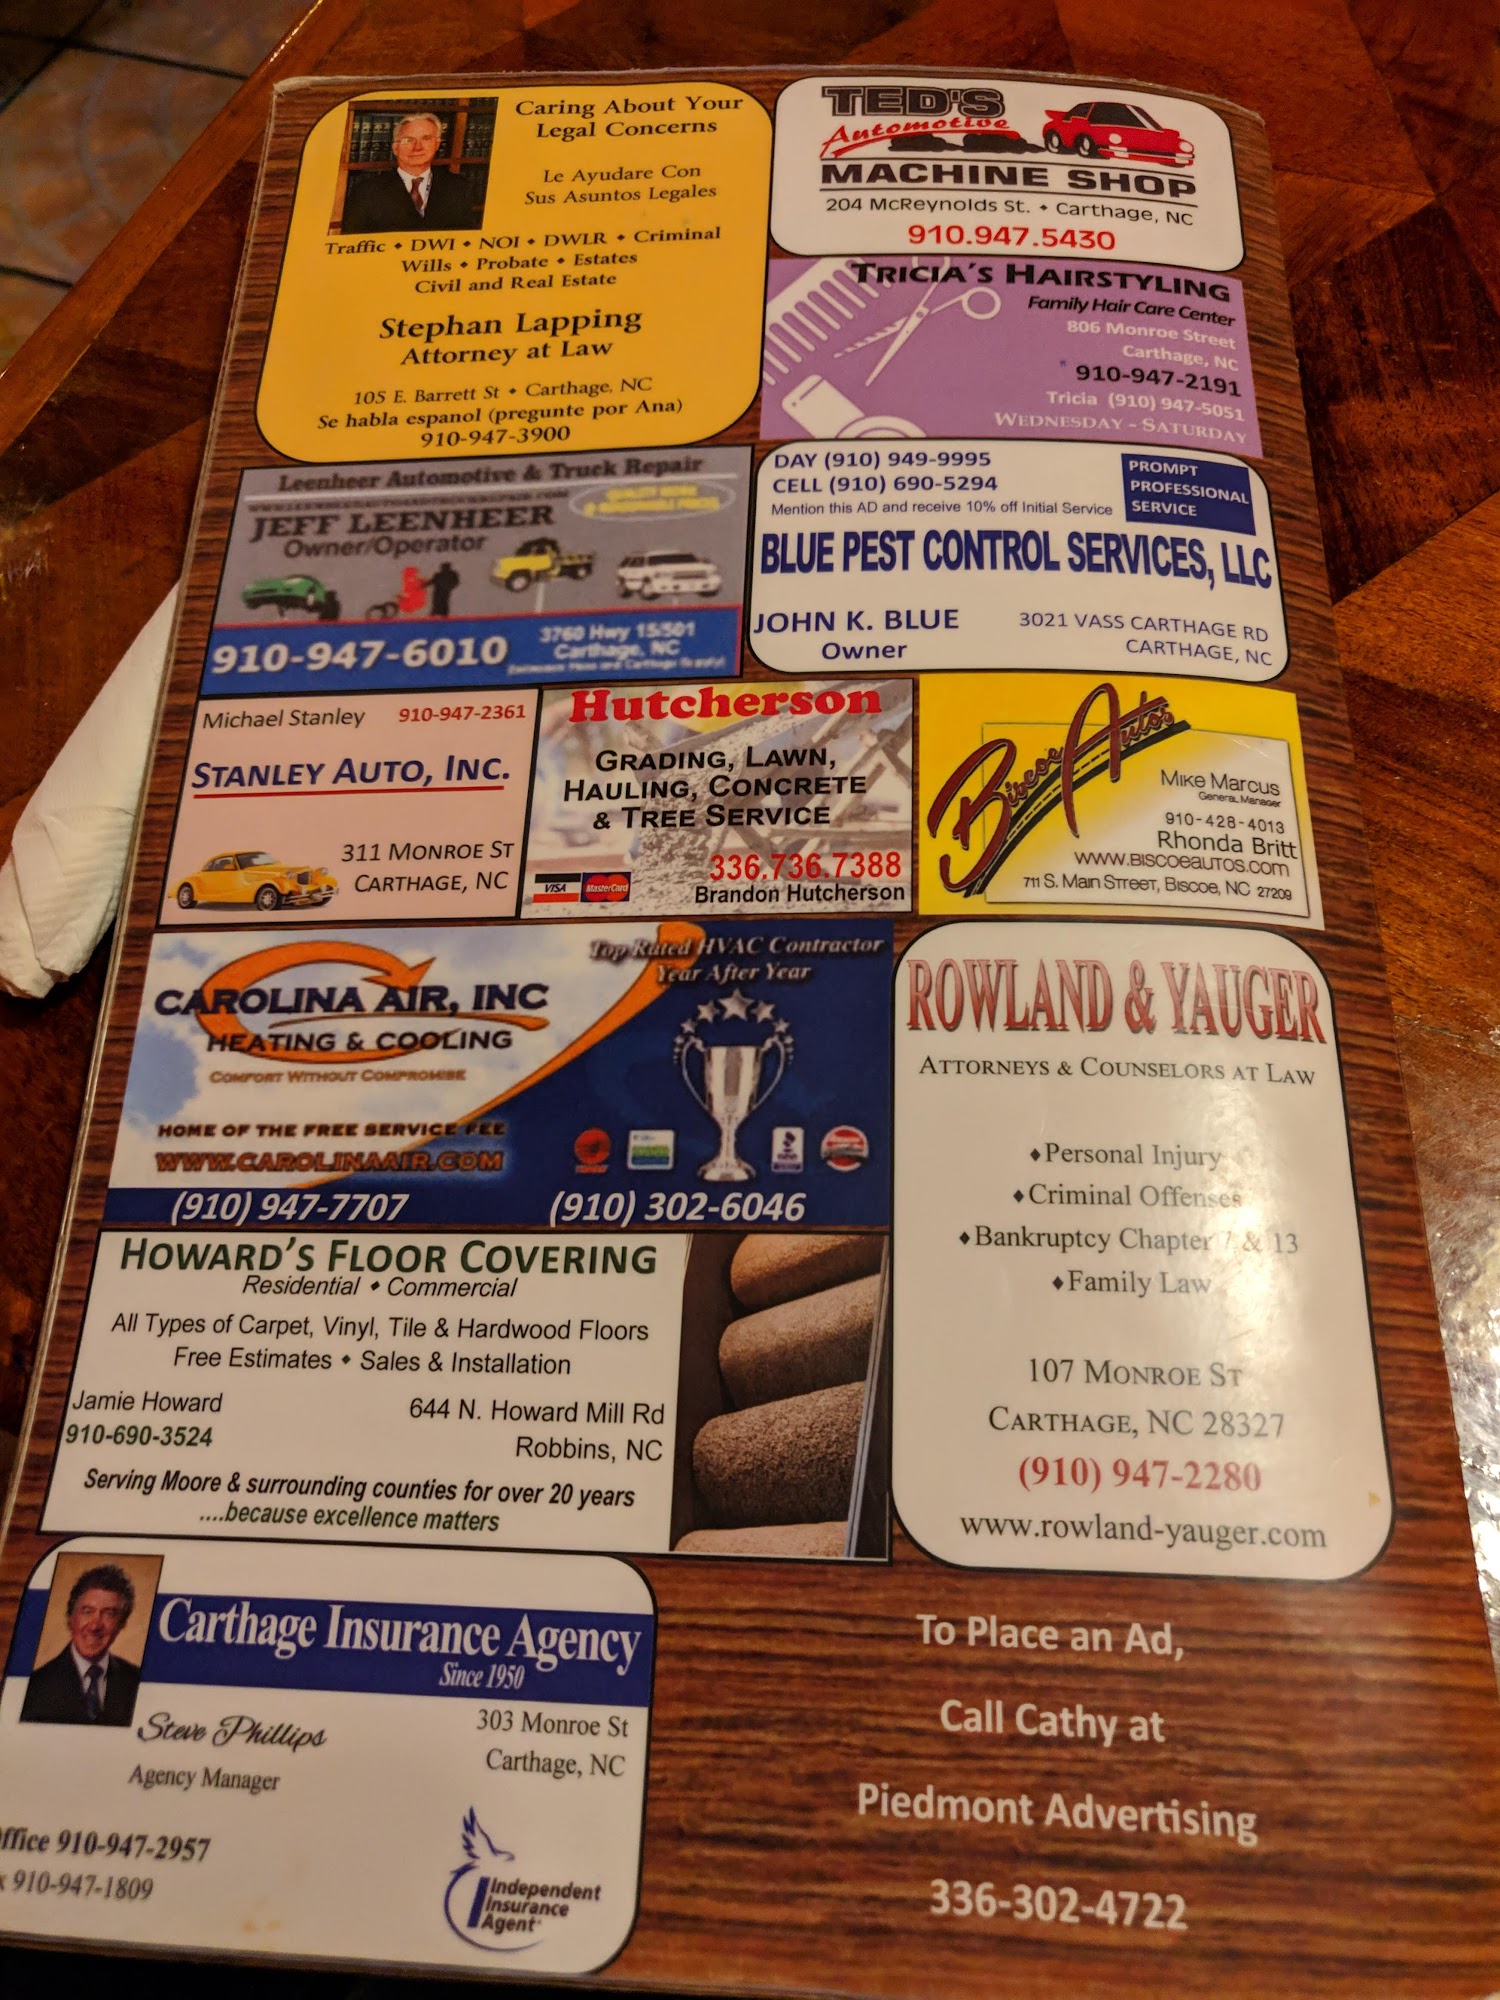 Caring About Your
Legal Concerns
Le Ayudare Con
Sus Asuntos Legales
Traffic • DWI • NOI • DWLR • Criminal
Wills • Probate • Estates
Civil and Real Estate
Stephan Lapping
Attorney at Law
105 E. Barrett St • Carthage, NC
Se habla espanol (pregunte por Ana)
910-947-3900
TED'S
Automotive
MACHINE SHOP
204 McReynolds St. • Carthage, NC
910.947.5430
TRICIA'S HAIRSTYLING
Family Hair Care Center
806 Monroe Street
Carthage, NC
910-947-2191
Tricia (910) 947-5051
WEDNESDAY - SATURDAY
Leenheer Automotive & Truck Repair
JEFF LEENHEER
Owner/Operator
910-947-6010
3760 Hwy 15/501
Carthage, NC
DAY (910) 949-9995
CELL (910) 690-5294
Mention this AD and receive 10% off Initial Service
PROMPT
PROFESSIONAL
SERVICE
BLUE PEST CONTROL SERVICES, LLC
JOHN K. BLUE
Owner
3021 VASS CARTHAGE RD
CARTHAGE, NC
Michael Stanley 910-947-2361
STANLEY AUTO, INC.
311 MONROE ST
CARTHAGE, NC
Hutcherson
GRADING, LAWN,
HAULING, CONCRETE
& TREE SERVICE
336.736.7388
VISA MasterCard
Brandon Hutcherson
Biscoe Autos
MIKE MARCUS
GENERAL MANAGER
910-428-4013
Rhonda Britt
www.BISCOEAUTOS.COM
711 S. MAIN STREET, BISCOE, NC 27209
Top Rated HVAC Contractor
Year After Year
CAROLINA AIR, INC
HEATING & COOLING
COMFORT WITHOUT COMPROMISE
HOME OF THE FREE SERVICE FEE
WWW.CAROLINAAIR.COM
(910) 947-7707 (910) 302-6046
ROWLAND & YAUGER
ATTORNEYS & COUNSELORS AT LAW
♦Personal Injury
♦Criminal Offenses
♦Bankruptcy Chapter 7 & 13
♦Family Law
107 MONROE ST
CARTHAGE, NC 28327
(910) 947-2280
www.rowland-yauger.com
HOWARD'S FLOOR COVERING
Residential • Commercial
All Types of Carpet, Vinyl, Tile & Hardwood Floors
Free Estimates • Sales & Installation
Jamie Howard
910-690-3524
644 N. Howard Mill Rd
Robbins, NC
Serving Moore & surrounding counties for over 20 years
....because excellence matters
Carthage Insurance Agency
Since 1950
Steve Phillips
Agency Manager
303 Monroe St
Carthage, NC
910-947-2957
910-947-1809
Independent
Insurance
Agent
To Place an Ad,
Call Cathy at
Piedmont Advertising
336-302-4722